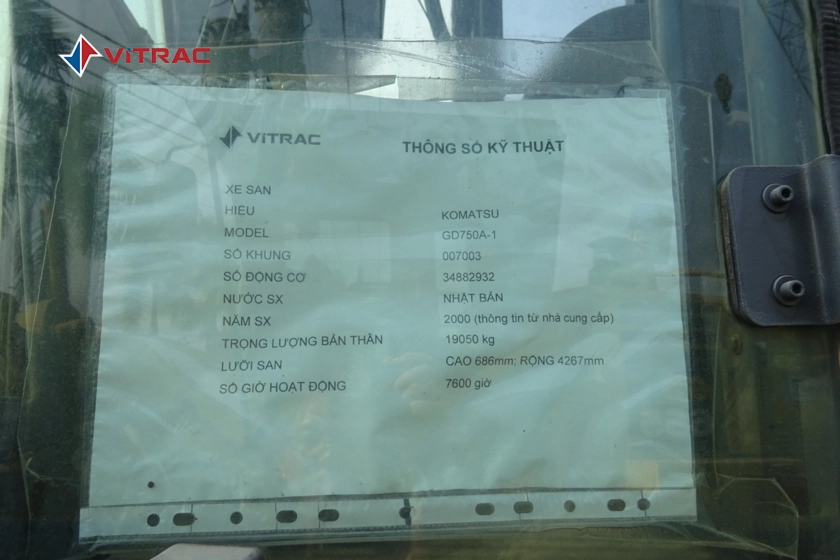 ViTRAC
ViTRAC
THÔNG SỐ KỸ THUẬT
XE SAN
HIEU KOMATSU
MODEL GD750A-1
SỐ KHUNG 007003
SỐ ĐỘNG CƠ 34882932
NƯỚC SX NHẬT BẢN
NĂM SX 2000 (thông tin từ nhà cung cấp)
TRỌNG LƯỢNG BẢN THÂN 19050 kg
LƯỠI SAN CAO 686mm; RỘNG 4267mm
SỐ GIỜ HOẠT ĐỘNG 7600 giờ